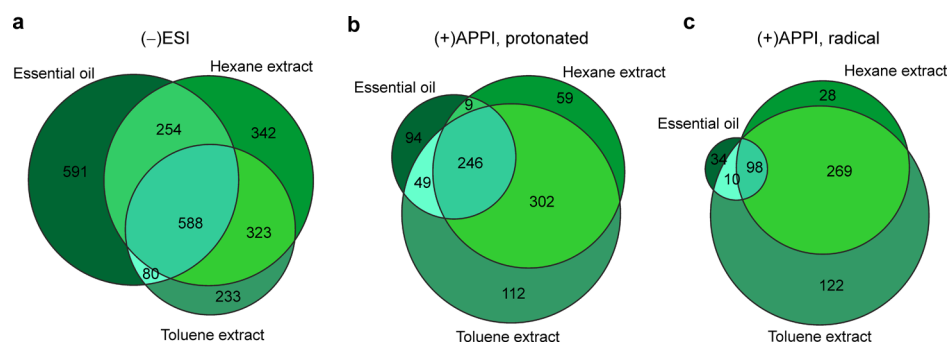 a
(−)ESI
Essential oil
Hexane extract
254
342
591
588
323
80
233
Toluene extract
b
(+)APPI, protonated
Hexane extract
Essential oil
9
59
94
246
49
302
112
Toluene extract
c
(+)APPI, radical
Hexane extract
28
Essential oil
34
98
269
10
122
Toluene extract